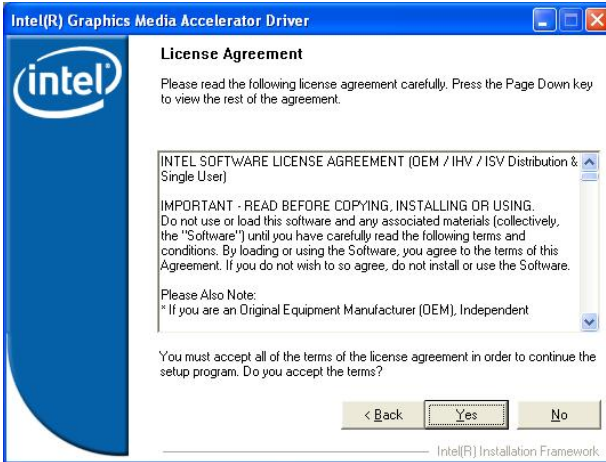 Intel(R) Graphics Media Accelerator Driver
intel
License Agreement
Please read the following license agreement carefully. Press the Page Down key
to view the rest of the agreement.
INTEL SOFTWARE LICENSE AGREEMENT (OEM / IHV / ISV Distribution &
Single User)
IMPORTANT - READ BEFORE COPYING, INSTALLING OR USING.
Do not use or load this software and any associated materials (collectively,
the "Software") until you have carefully read the following terms and
conditions. By loading or using the Software, you agree to the terms of this
Agreement. If you do not wish to so agree, do not install or use the Software.
Please Also Note:
* If you are an Original Equipment Manufacturer (OEM), Independent
You must accept all of the terms of the license agreement in order to continue the
setup program. Do you accept the terms?
< Back
Yes
No
Intel(R) Installation Framework